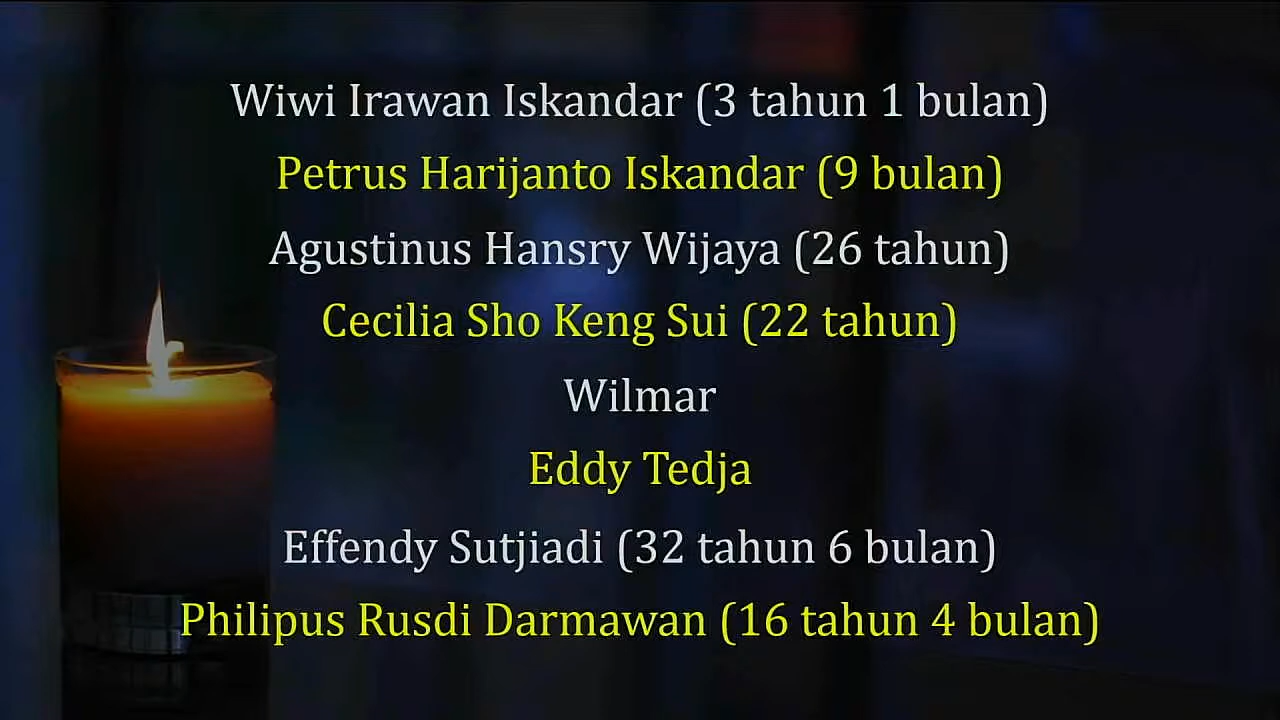 Wiwi Irawan Iskandar (3 tahun 1 bulan)
Petrus Harijanto Iskandar (9 bulan)
Agustinus Hansry Wijaya (26 tahun)
Cecilia Sho Keng Sui (22 tahun)
Wilmar
Eddy Tedja
Effendy Sutjiadi (32 tahun 6 bulan)
Philipus Rusdi Darmawan (16 tahun 4 bulan)